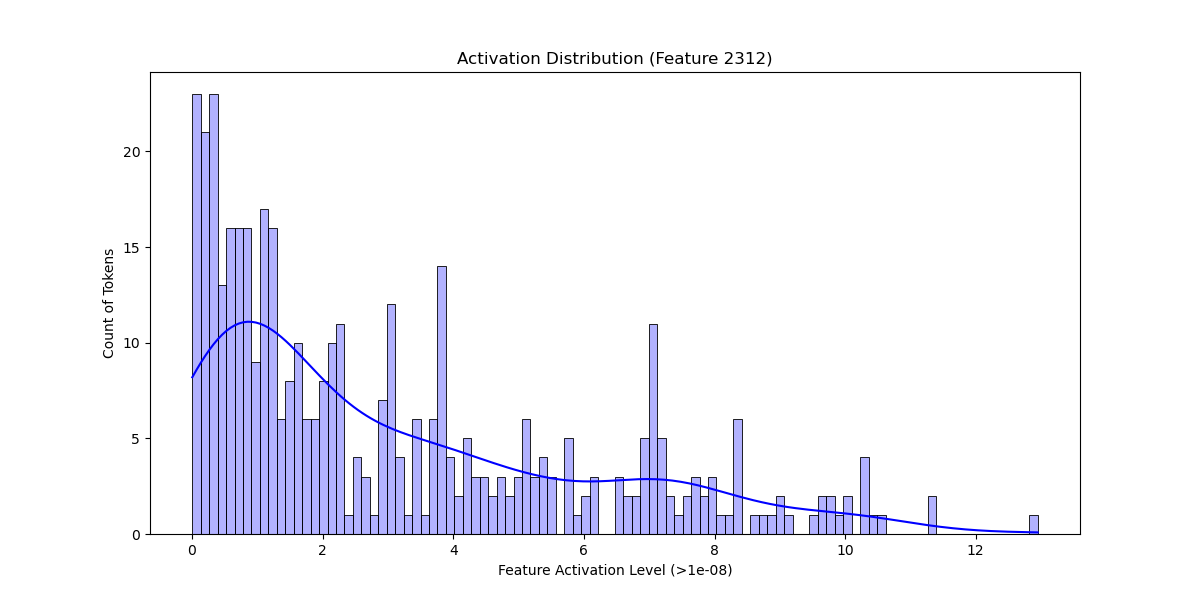 Activation Distribution (Feature 2312)
Count of Tokens
20
15
10
5
0
0 2 4 6 8 10 12
Feature Activation Level (>1e-08)